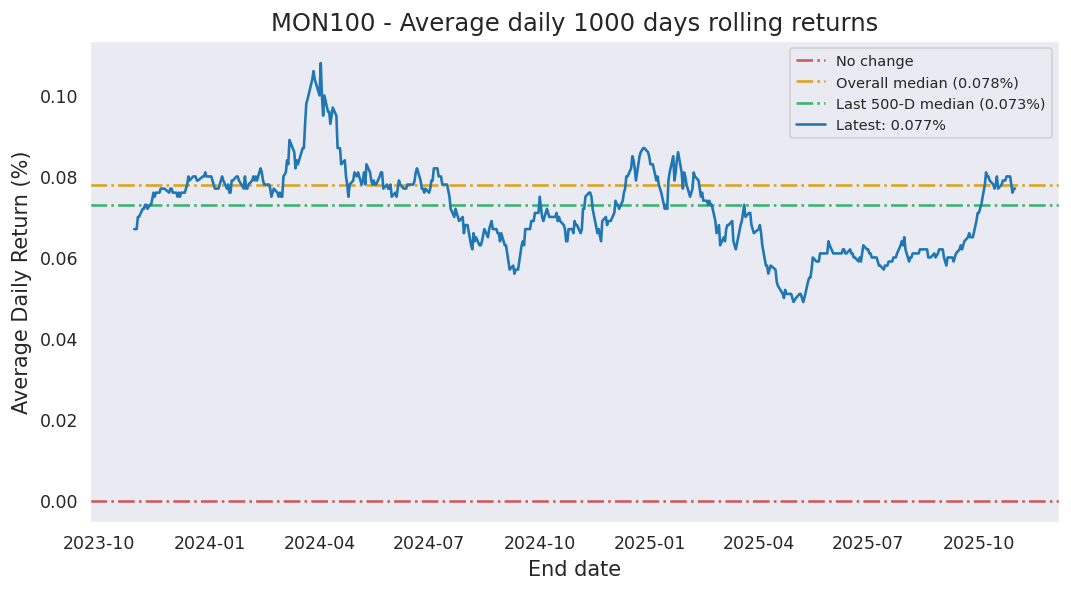 MON100 - Average daily 1000 days rolling returns
No change
Overall median (0.078%)
Last 500-D median (0.073%)
Latest: 0.077%
Average Daily Return (%)
0.10
0.08
0.06
0.04
0.02
0.00
2023-10 2024-01 2024-04 2024-07 2024-10 2025-01 2025-04 2025-07 2025-10
End date